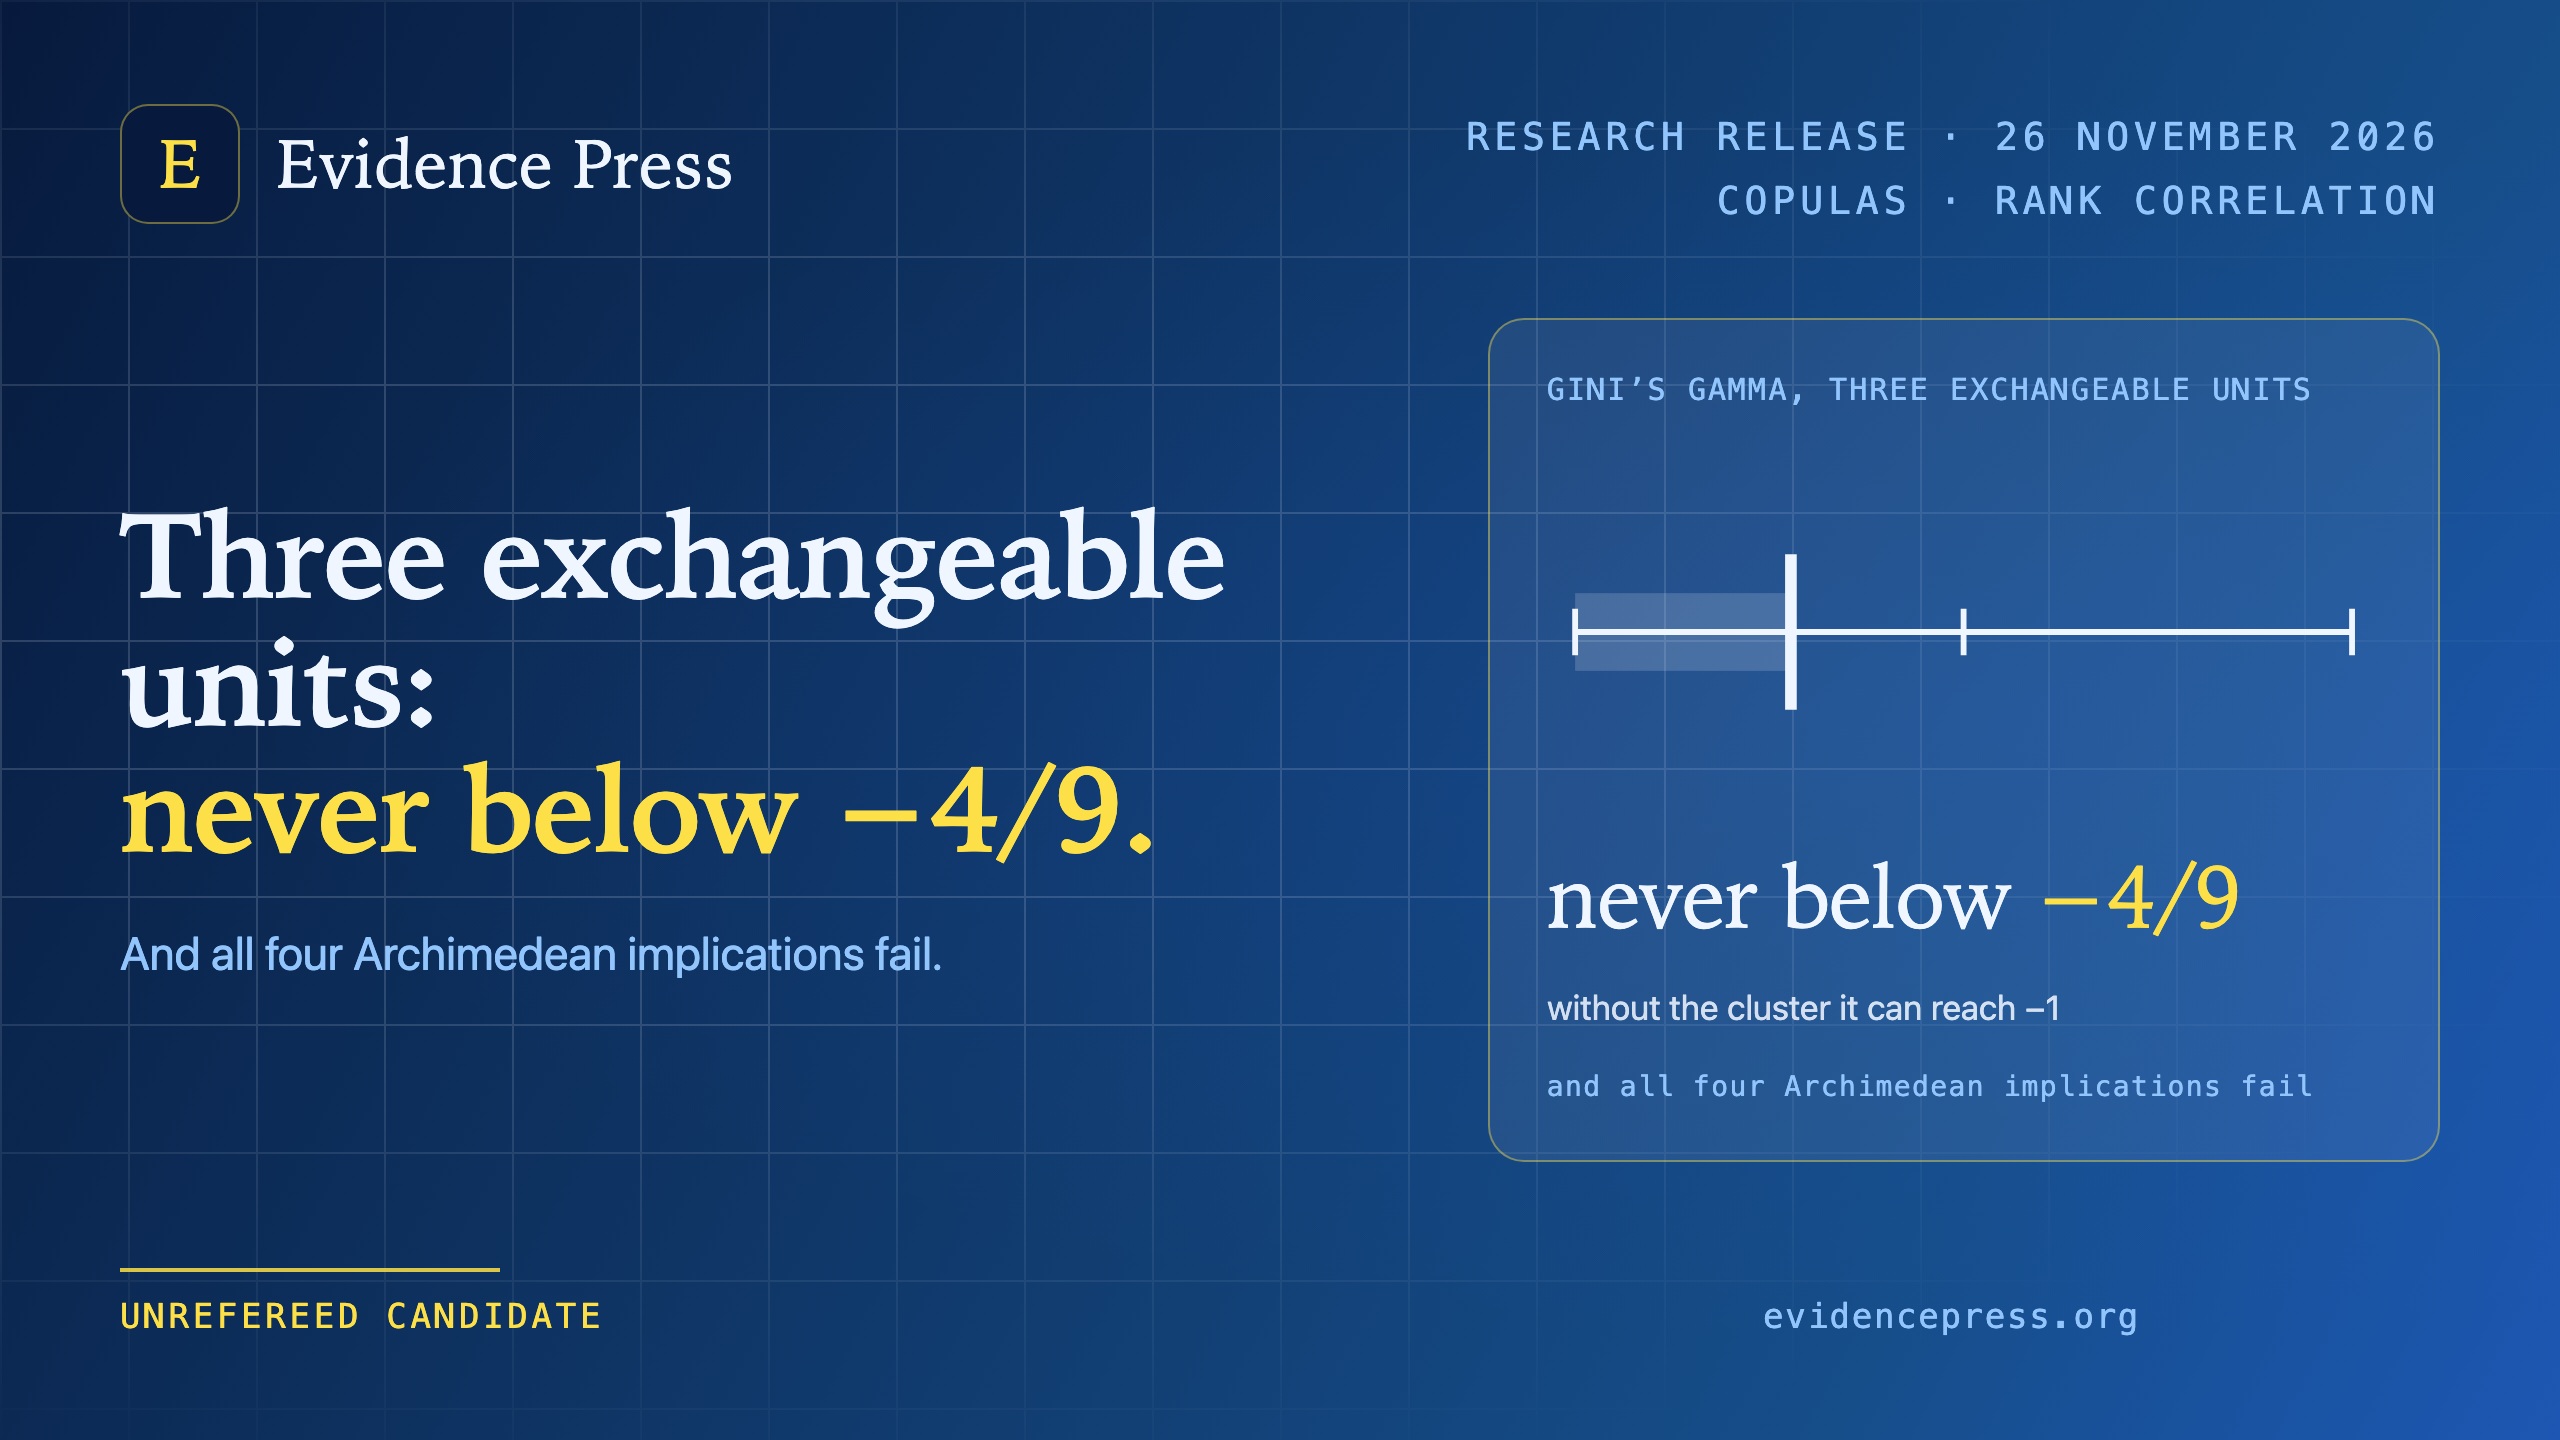 E
Evidence Press
RESEARCH RELEASE · 26 NOVEMBER 2026
COPULAS · RANK CORRELATION
Three exchangeable
units:
never below −4/9.
And all four Archimedean implications fail.
GINI’S GAMMA, THREE EXCHANGEABLE UNITS
never below −4/9
without the cluster it can reach −1
and all four Archimedean implications fail
UNREFEREED CANDIDATE
evidencepress.org